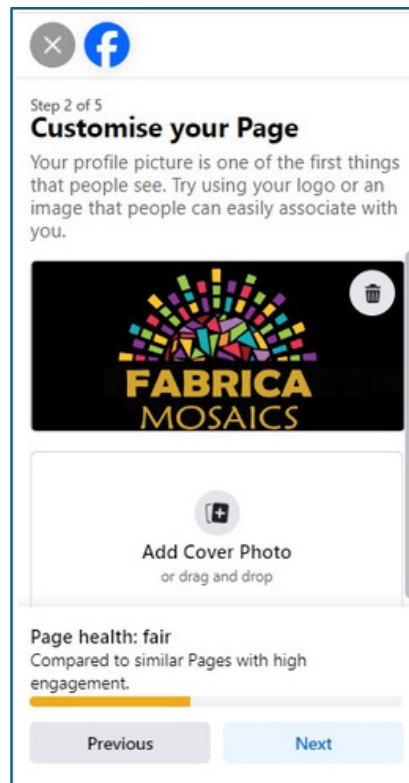 Step 2 of 5
Customise your Page
Your profile picture is one of the first things
that people see. Try using your logo or an
image that people can easily associate with
you.
FABRICA
MOSAICS
Add Cover Photo
or drag and drop
Page health: fair
Compared to similar Pages with high
engagement.
Previous
Next